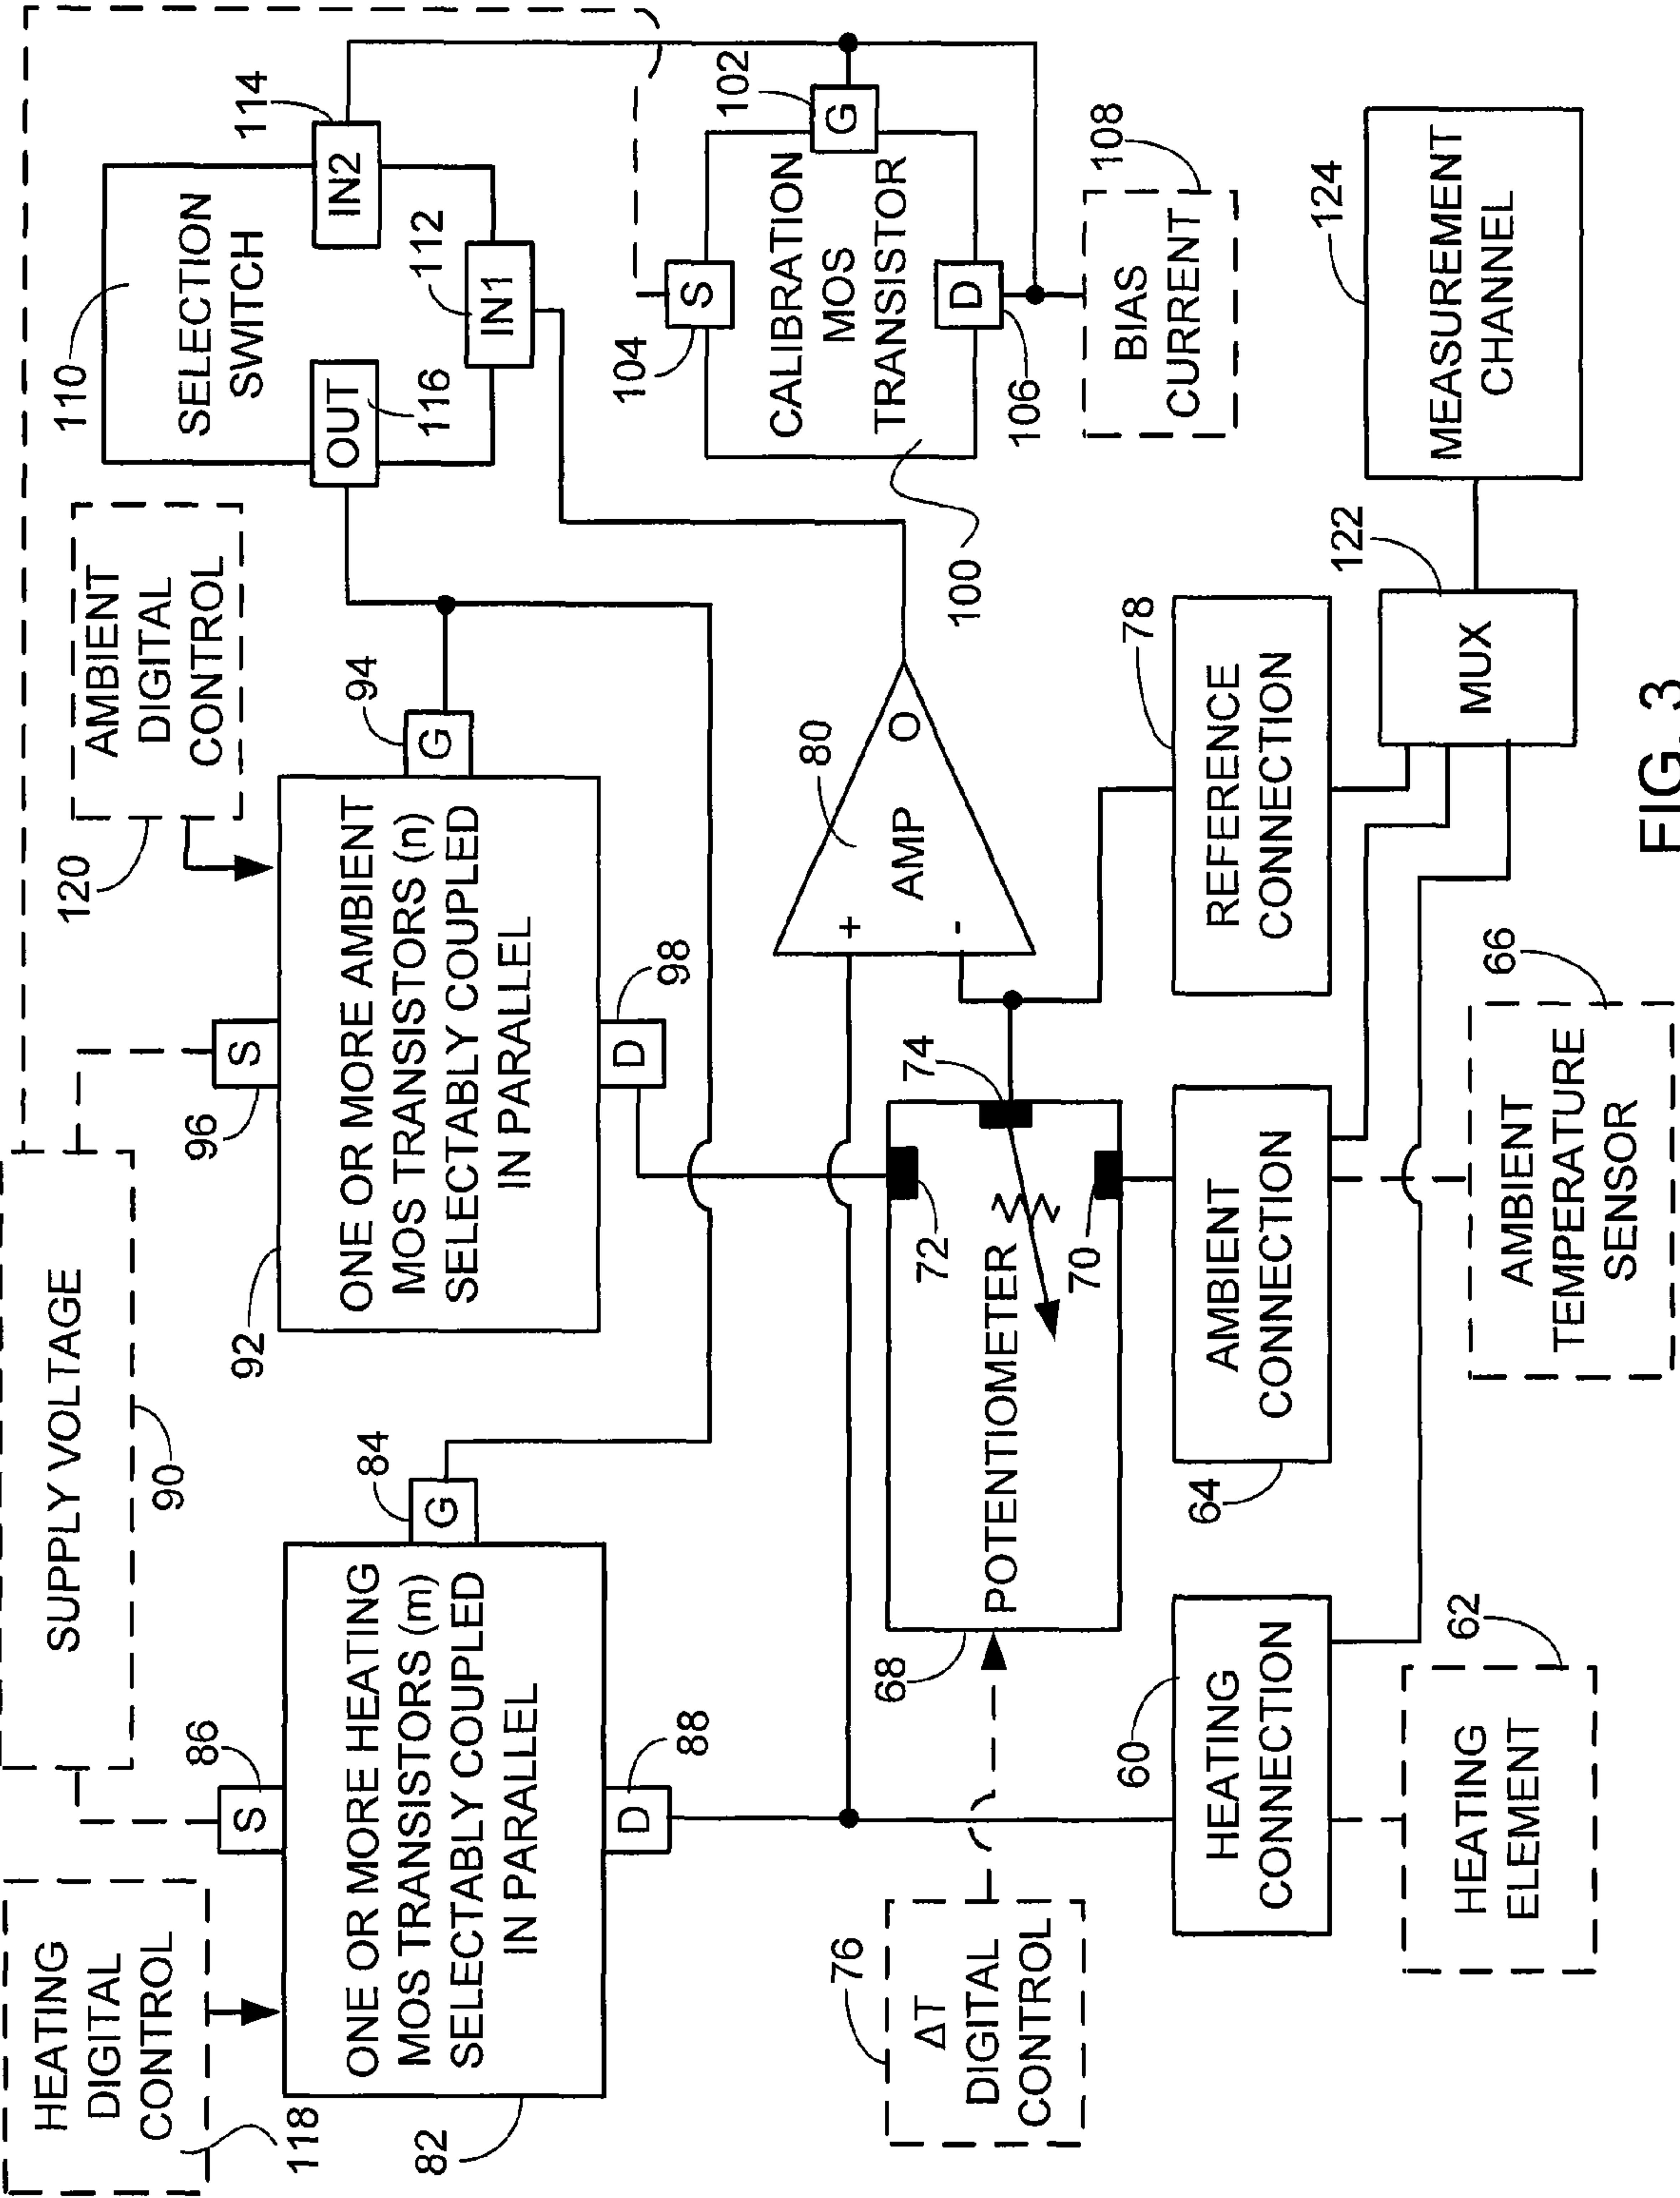 HEATING
DIGITAL
CONTROL
118
SUPPLY VOLTAGE
90
AMBIENT
DIGITAL
CONTROL
120
110
SELECTION
SWITCH
OUT
116
IN2
114
IN1
112
86
S
ONE OR MORE HEATING
MOS TRANSISTORS (m)
SELECTABLY COUPLED
IN PARALLEL
82
G
84
D
88
96
S
ONE OR MORE AMBIENT
MOS TRANSISTORS (n)
SELECTABLY COUPLED
IN PARALLEL
92
G
94
D
98
104
S
CALIBRATION
MOS
TRANSISTOR
100
G
102
D
106
BIAS
CURRENT
108
+
-
AMP
O
80
76
ΔT
DIGITAL
CONTROL
68
POTENTIOMETER
72
74
70
60
HEATING
CONNECTION
64
AMBIENT
CONNECTION
78
REFERENCE
CONNECTION
122
MUX
124
MEASUREMENT
CHANNEL
62
HEATING
ELEMENT
66
AMBIENT
TEMPERATURE
SENSOR
FIG. 3